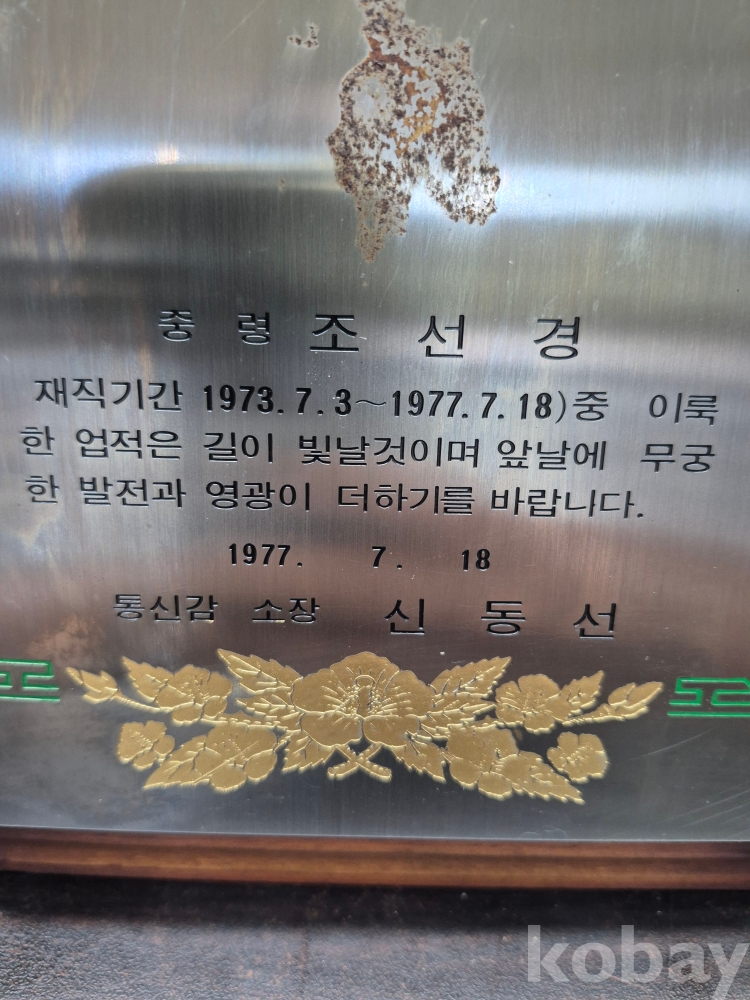 중 령 조 선 경
재직기간 1973. 7. 3~1977. 7. 18)중 이룩
한 업적은 길이 빛날것이며 앞날에 무궁
한 발전과 영광이 더하기를 바랍니다.
1977. 7. 18
통신감 소장 신 동 선
kobay